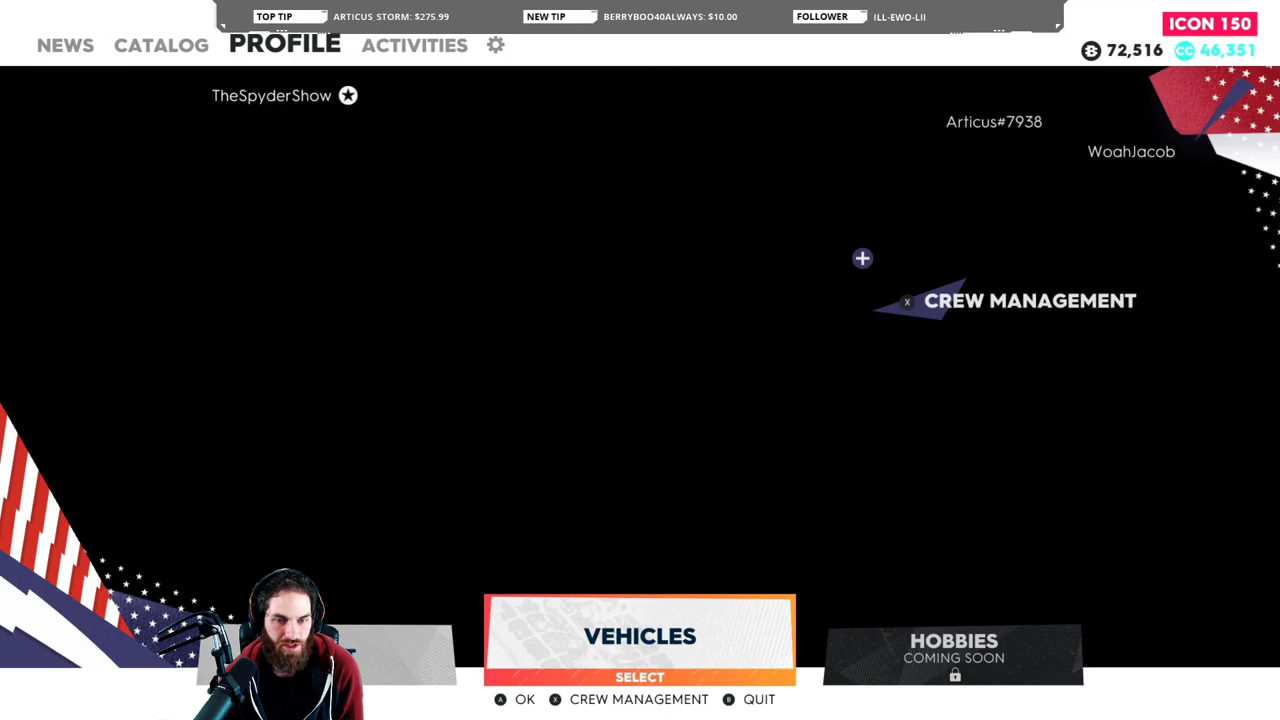 TOP TIP ARTICUS STORM: $275.99 NEW TIP BERRYBOO40ALWAYS: $10.00 FOLLOWER ILL-EWO-LII
NEWS CATALOG PROFILE ACTIVITIES
ICON 150
72,516 CC 46,351
TheSpyderShow
Articus#7938
WoahJacob
X CREW MANAGEMENT
VEHICLES
SELECT
HOBBIES
COMING SOON
A OK X CREW MANAGEMENT B QUIT